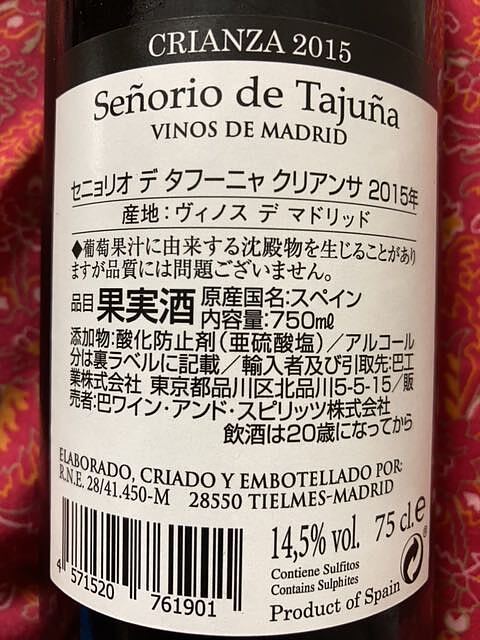 CRIANZA 2015
Señorio de Tajuña
VINOS DE MADRID
セニョリオ デ タフーニャ クリアンサ 2015年
産地：ヴィノス デ マドリッド
◆葡萄果汁に由来する沈殿物を生じることがあり
ますが品質には問題ございません。
品目 果実酒 原産国名：スペイン
内容量：750mℓ
添加物：酸化防止剤（亜硫酸塩）／アルコール
分は裏ラベルに記載／輸入者及び引取先：巴工
業株式会社 東京都品川区北品川5-5-15／販
売者：巴ワイン・アンド・スピリッツ株式会社
飲酒は20歳になってから
ELABORADO, CRIADO Y EMBOTELLADO POR:
R.N.E. 28/41.450-M 28550 TIELMES-MADRID
14,5% vol. 75 cl. e
Contiene Sulfitos
Contains Sulphites
Product of Spain
4 571520 761901